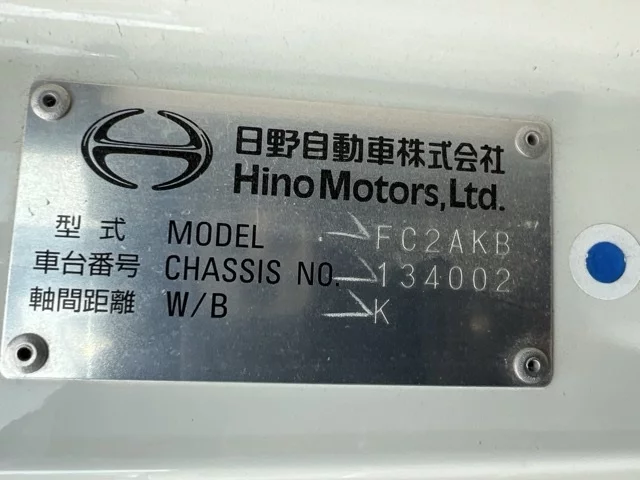 日野自動車株式会社
Hino Motors, Ltd.
型式 MODEL FC2AKB
車台番号 CHASSIS NO. 134002
軸間距離 W/B K